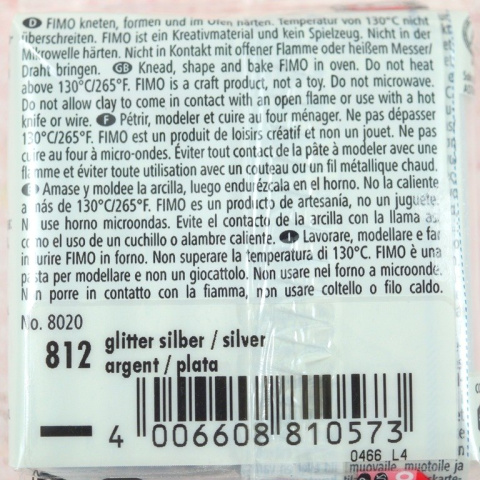 D FIMO kneten, formen und im Ofen härten. Temperatur von 130°C nicht
überschreiten. FIMO ist ein Kreativmaterial und kein Spielzeug. Nicht in der
Mikrowelle härten. Nicht in Kontakt mit offener Flamme oder heißem Messer/
Draht bringen. GB Knead, shape and bake FIMO in oven. Do not heat
above 130°C/265°F. FIMO is a craft product, not a toy. Do not microwave.
Do not allow clay to come in contact with an open flame or use with a hot
knife or wire. F Pétrir, modeler et cuire au four ménager. Ne pas dépasser
130°C/265°F. FIMO est un produit de loisirs créatif et non un jouet. Ne pas
cuire au four à micro-ondes. Éviter tout contact de la pâte à modeler avec une
flamme et éviter toute utilisation avec un couteau ou un fil métallique chaud.
E Amase y moldee la arcilla, luego endurézcala en el horno. No la caliente
a más de 130°C/265°F. FIMO es un producto de artesanía, no un juguete.
No use horno microondas. Evite el contacto de la arcilla con la llama así
como el uso de un cuchillo o alambre caliente. I Lavorare, modellare e far
indurire FIMO in forno. Non superare la temperatura di 130°C. FIMO è una
pasta per modellare e non un giocattolo. Non usare nel forno a microonde.
Non porre in contatto con la fiamma, non usare coltello o filo caldo.
No. 8020
812 glitter silber / silver
argent / plata
4 006608 810573
0466 L4
muovaile, muotoile ja